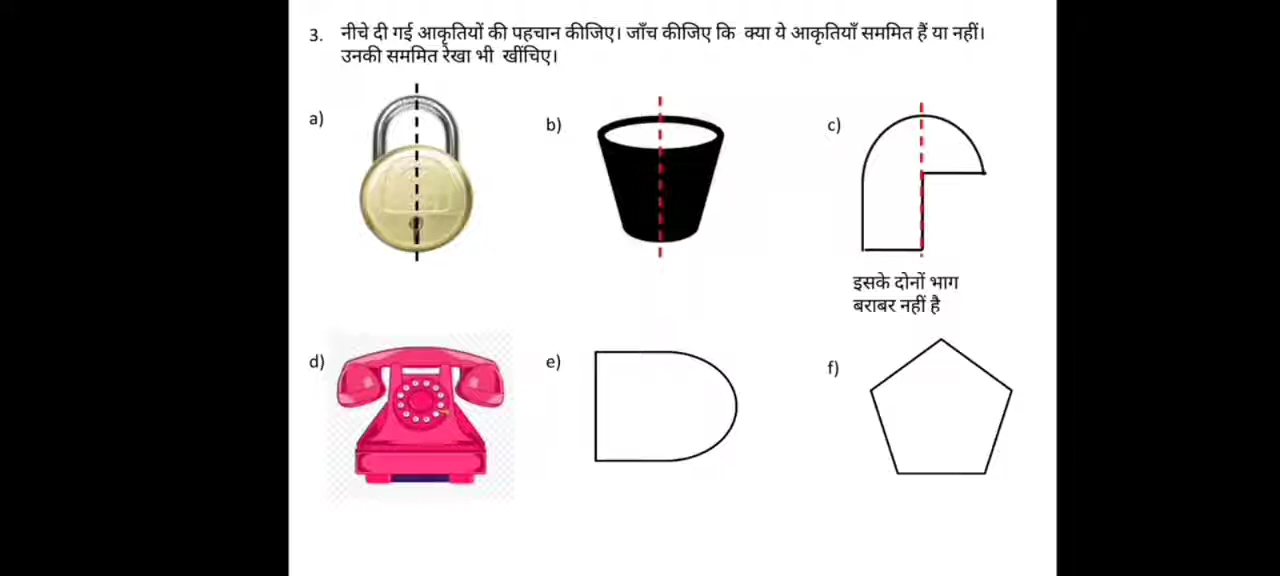 3. नीचे दी गई आकृतियों की पहचान कीजिए। जाँच कीजिए कि क्या ये आकृतियाँ सममित हैं या नहीं।
उनकी सममित रेखा भी खींचिए।
a)
b)
c)
इसके दोनों भाग
बराबर नहीं है
d)
e)
f)